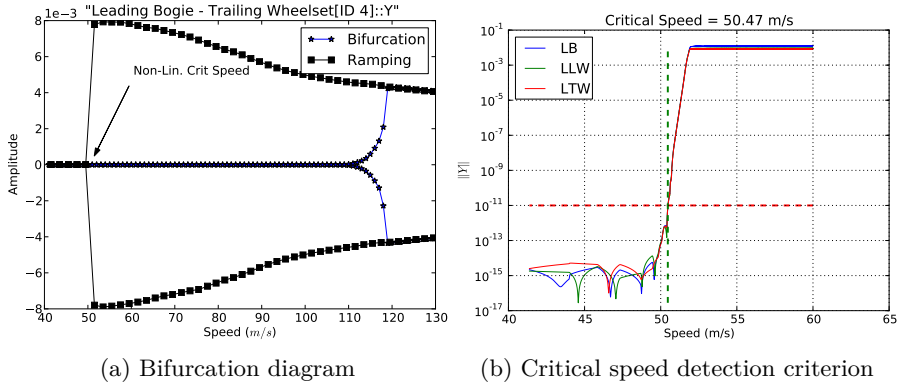 "Leading Bogie - Trailing Wheelset[ID 4]::Y"
1e−3
8
6
4
2
0
−2
−4
−6
−8
Amplitude
Bifurcation
Ramping
Non-Lin. Crit Speed
40 50 60 70 80 90 100 110 120 130
Speed (m/s)
(a) Bifurcation diagram
Critical Speed = 50.47 m/s
10^-1
10^-3
10^-5
10^-7
10^-9
10^-11
10^-13
10^-15
10^-17
||Y||
LB
LLW
LTW
40 45 50 55 60 65
Speed (m/s)
(b) Critical speed detection criterion